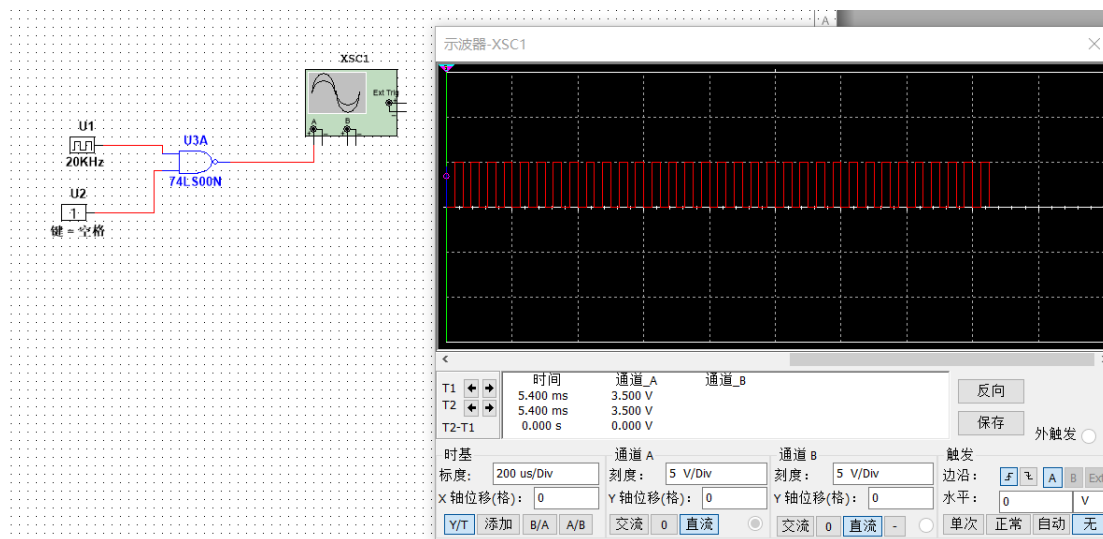 A
示波器-XSC1
XSC1
Ext Trig
A
B
U1
20KHz
U3A
74LS00N
U2
1
键 = 空格
时间
通道_A
通道_B
T1
5.400 ms
3.500 V
T2
5.400 ms
3.500 V
T2-T1
0.000 s
0.000 V
反向
保存
外触发
时基
标度:
200 us/Div
X 轴位移(格):
0
Y/T
添加
B/A
A/B
通道 A
刻度:
5 V/Div
Y 轴位移(格):
0
交流
0
直流
通道 B
刻度:
5 V/Div
Y 轴位移(格):
0
交流
0
直流
-
触发
边沿:
A
B
Ext
水平:
0
V
单次
正常
自动
无